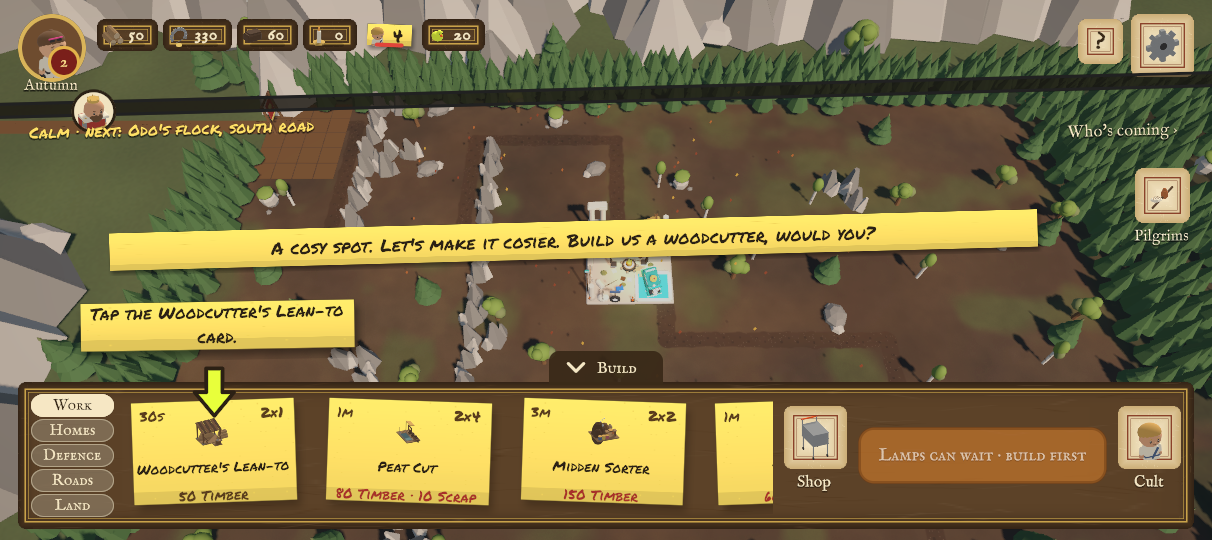 50
330
60
0
4
20
?
2
Autumn
Calm · next: Odo's flock, south road
Who's coming ›
Pilgrims
A cosy spot. Let's make it cosier. Build us a woodcutter, would you?
Tap the Woodcutter's Lean-to
card.
Build
Work
Homes
Defence
Roads
Land
30s
2x1
Woodcutter's Lean-to
50 Timber
1m
2x4
Peat Cut
80 Timber · 10 Scrap
3m
2x2
Midden Sorter
150 Timber
1m
Shop
Lamps can wait · build first
Cult